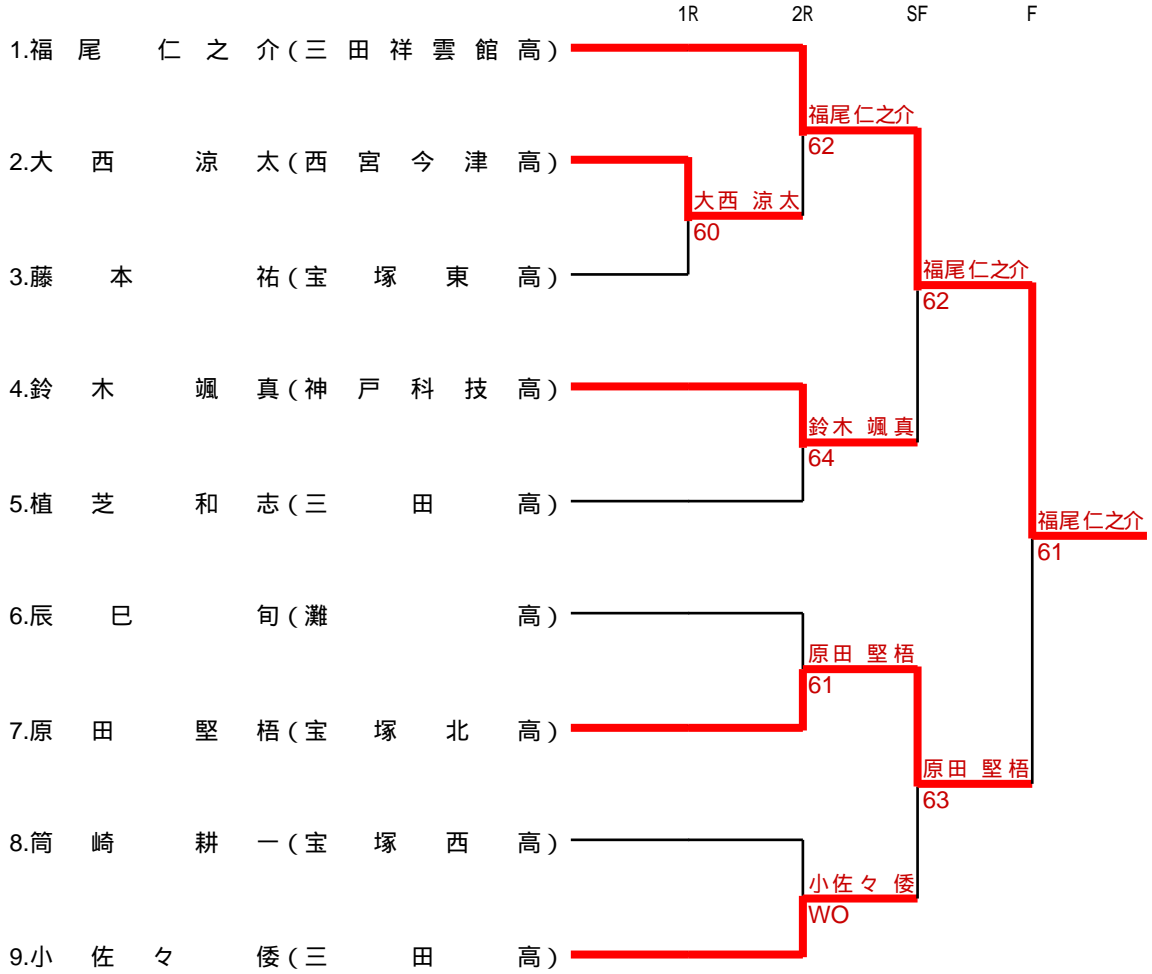 1R 2R SF F
1.福尾 仁之介(三田祥雲館高)
福尾仁之介
62
2.大西 涼太(西宮今津高)
大西 涼太
60
3.藤本 祐(宝塚東高)
福尾仁之介
62
4.鈴木 颯真(神戸科技高)
鈴木 颯真
64
5.植芝 和志(三田高)
福尾仁之介
61
6.辰巳 旬(灘高)
原田 堅梧
61
7.原田 堅梧(宝塚北高)
原田 堅梧
63
8.筒崎 耕一(宝塚西高)
小佐々 倭
WO
9.小佐々 倭(三田高)